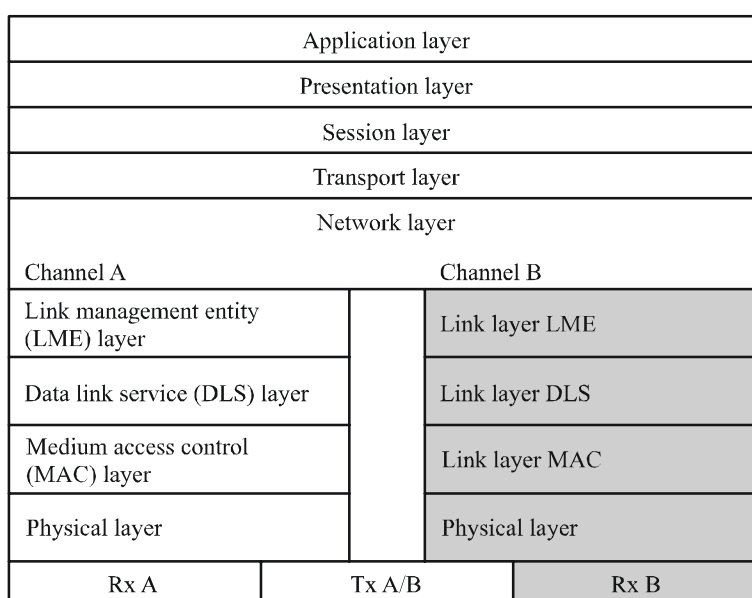 Application layer
Presentation layer
Session layer
Transport layer
Network layer
Channel A
Channel B
Link management entity
(LME) layer
Link layer LME
Data link service (DLS) layer
Link layer DLS
Medium access control
(MAC) layer
Link layer MAC
Physical layer
Physical layer
Rx A
Tx A/B
Rx B